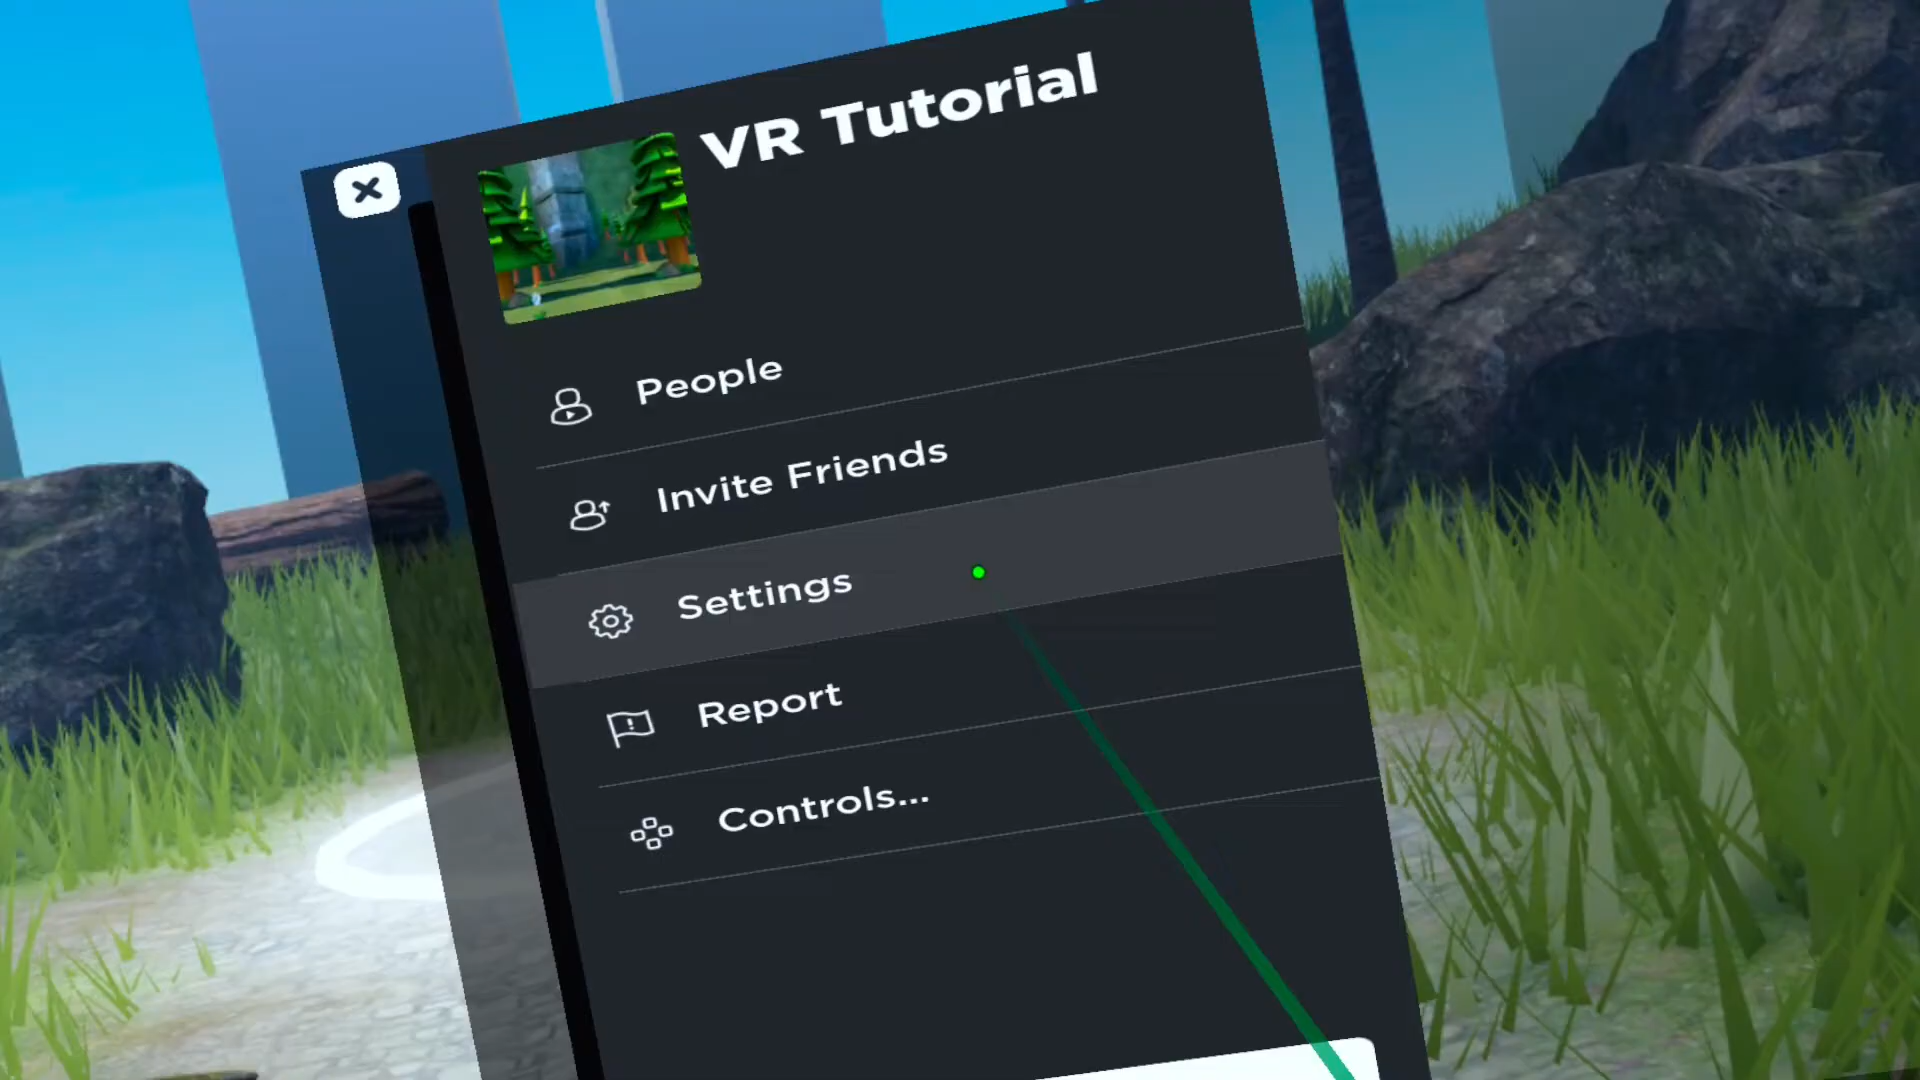 VR Tutorial
People
Invite Friends
Settings
Report
Controls...